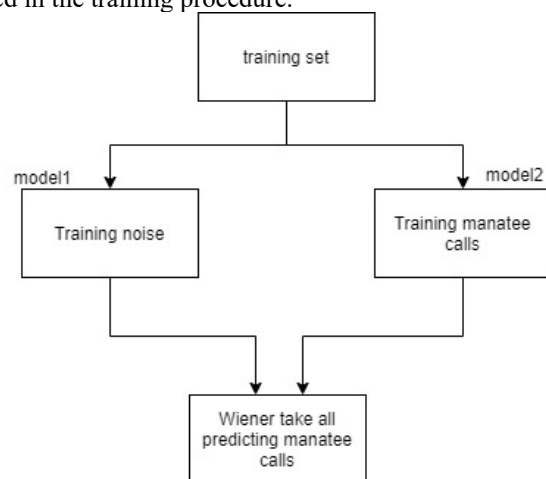 ed in the training procedure.
training set
model1
model2
Training noise
Training manatee
calls
Wiener take all
predicting manatee
calls